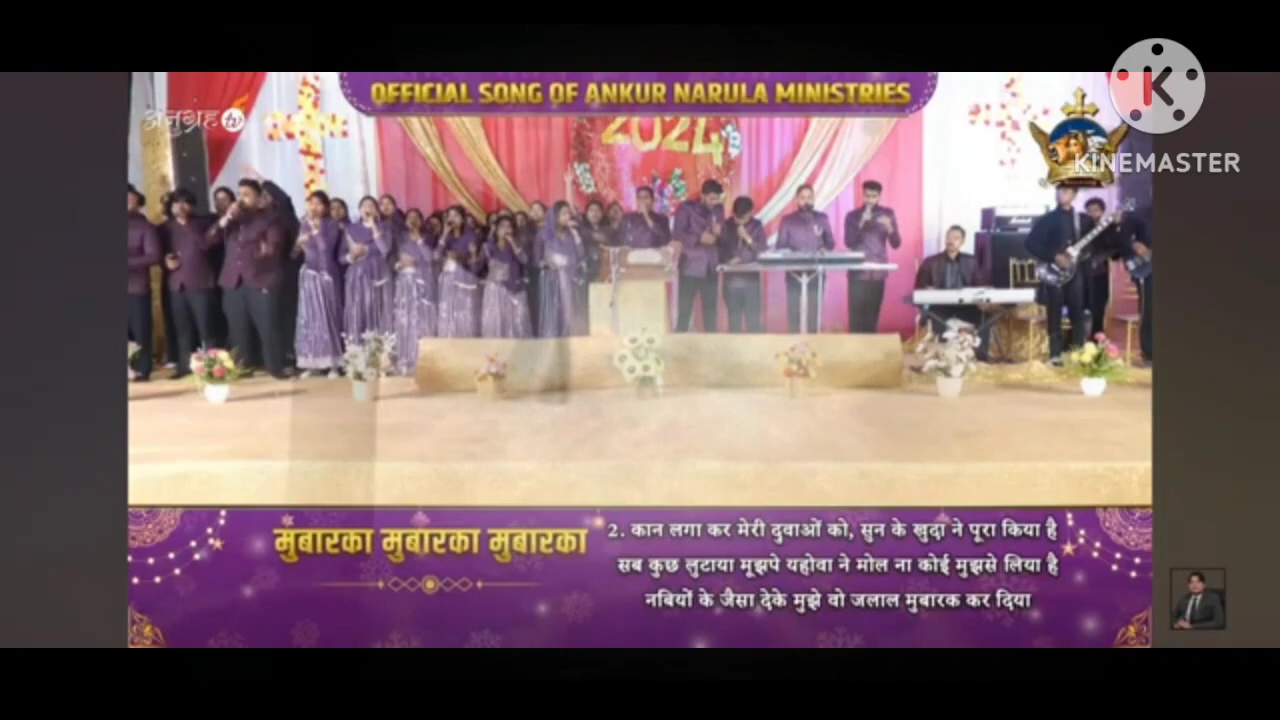 OFFICIAL SONG OF ANKUR NARULA MINISTRIES
अनुग्रह tv
2024
KINEMASTER
मुबारका मुबारका मुबारका
2. कान लगा कर मेरी दुवाओं को, सुन के खुदा ने पूरा किया है
सब कुछ लुटाया मूझपे यहोवा ने मोल ना कोई मुझसे लिया है
नबियों के जैसा देके मुझे वो जलाल मुबारक कर दिया